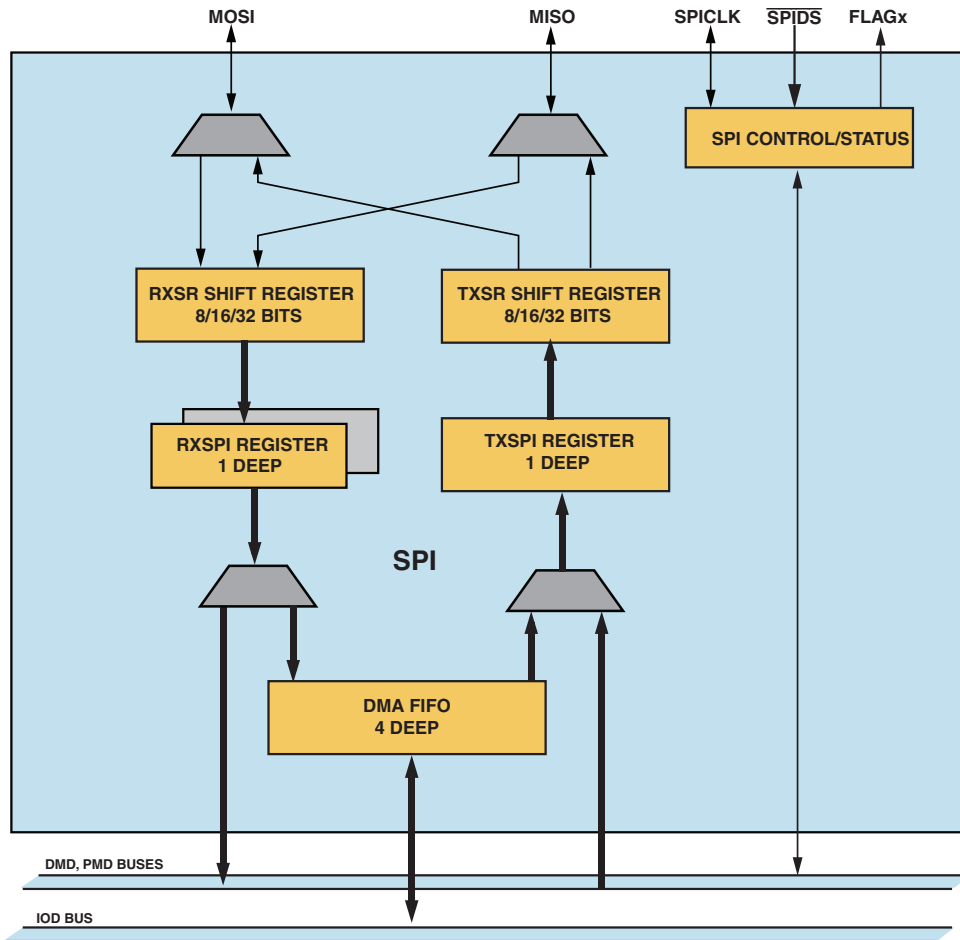 MOSI
MISO
SPICLK
SPIDS
FLAGx
SPI CONTROL/STATUS
RXSR SHIFT REGISTER
8/16/32 BITS
TXSR SHIFT REGISTER
8/16/32 BITS
RXSPI REGISTER
1 DEEP
TXSPI REGISTER
1 DEEP
SPI
DMA FIFO
4 DEEP
DMD, PMD BUSES
IOD BUS